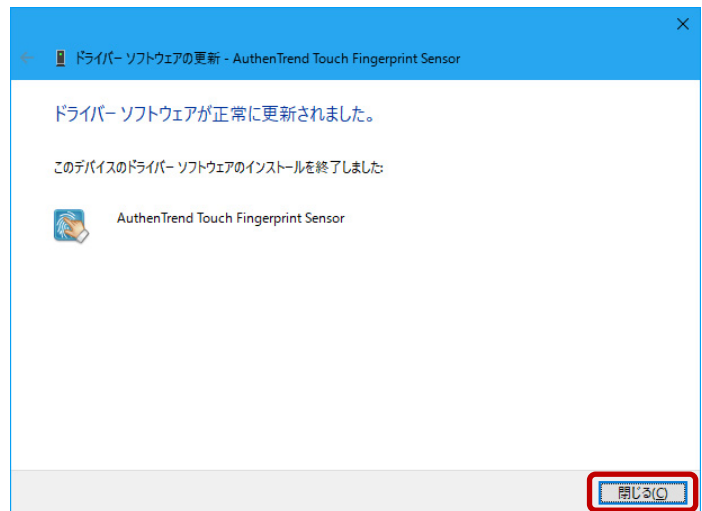 ドライバー ソフトウェアの更新 - AuthenTrend Touch Fingerprint Sensor
ドライバー ソフトウェアが正常に更新されました。
このデバイスのドライバー ソフトウェアのインストールを終了しました:
AuthenTrend Touch Fingerprint Sensor
閉じる(C)